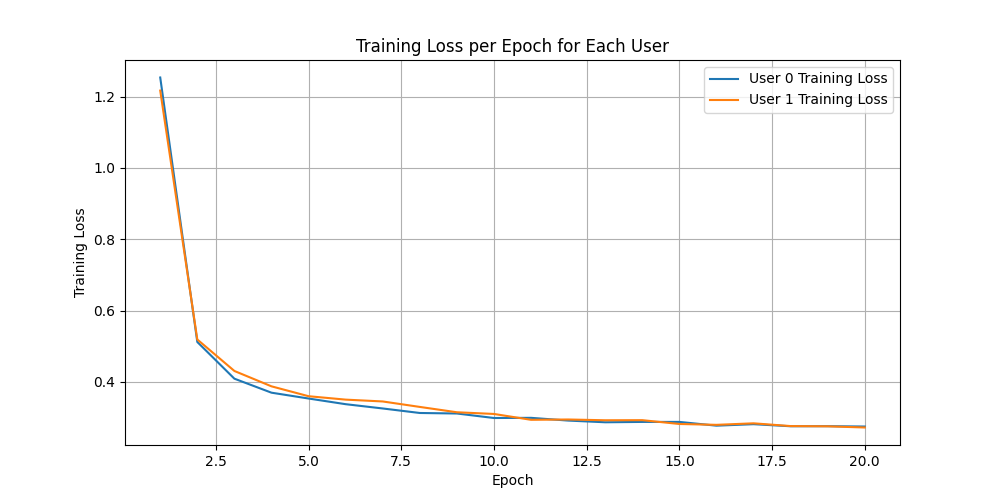 Training Loss per Epoch for Each User
User 0 Training Loss
User 1 Training Loss
1.2
1.0
0.8
0.6
0.4
Training Loss
2.5 5.0 7.5 10.0 12.5 15.0 17.5 20.0
Epoch